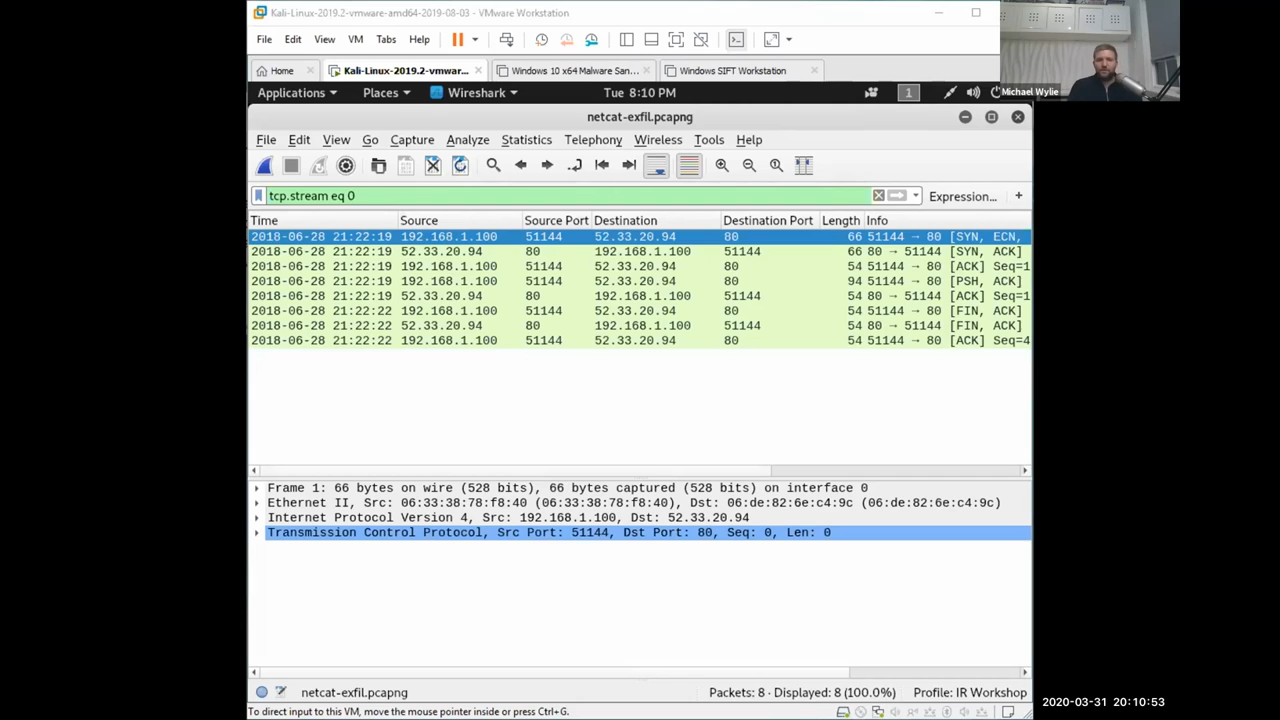 Kali-Linux-2019.2-vmware-amd64-2019-08-03 - VMware Workstation
File Edit View VM Tabs Help
Home Kali-Linux-2019.2-vmwar... Windows 10 x64 Malware San... Windows SIFT Workstation
Michael Wylie
Applications Places Wireshark Tue 8:10 PM 1
netcat-exfil.pcapng
File Edit View Go Capture Analyze Statistics Telephony Wireless Tools Help
tcp.stream eq 0 Expression... +
Time Source Source Port Destination Destination Port Length Info
2018-06-28 21:22:19 192.168.1.100 51144 52.33.20.94 80 66 51144 → 80 [SYN, ECN,
2018-06-28 21:22:19 52.33.20.94 80 192.168.1.100 51144 66 80 → 51144 [SYN, ACK]
2018-06-28 21:22:19 192.168.1.100 51144 52.33.20.94 80 54 51144 → 80 [ACK] Seq=1
2018-06-28 21:22:19 192.168.1.100 51144 52.33.20.94 80 94 51144 → 80 [PSH, ACK]
2018-06-28 21:22:19 52.33.20.94 80 192.168.1.100 51144 54 80 → 51144 [ACK] Seq=1
2018-06-28 21:22:22 192.168.1.100 51144 52.33.20.94 80 54 51144 → 80 [FIN, ACK]
2018-06-28 21:22:22 52.33.20.94 80 192.168.1.100 51144 54 80 → 51144 [FIN, ACK]
2018-06-28 21:22:22 192.168.1.100 51144 52.33.20.94 80 54 51144 → 80 [ACK] Seq=4
Frame 1: 66 bytes on wire (528 bits), 66 bytes captured (528 bits) on interface 0
Ethernet II, Src: 06:33:38:78:f8:40 (06:33:38:78:f8:40), Dst: 06:de:82:6e:c4:9c (06:de:82:6e:c4:9c)
Internet Protocol Version 4, Src: 192.168.1.100, Dst: 52.33.20.94
Transmission Control Protocol, Src Port: 51144, Dst Port: 80, Seq: 0, Len: 0
netcat-exfil.pcapng Packets: 8 · Displayed: 8 (100.0%) Profile: IR Workshop
To direct input to this VM, move the mouse pointer inside or press Ctrl+G.
2020-03-31 20:10:53